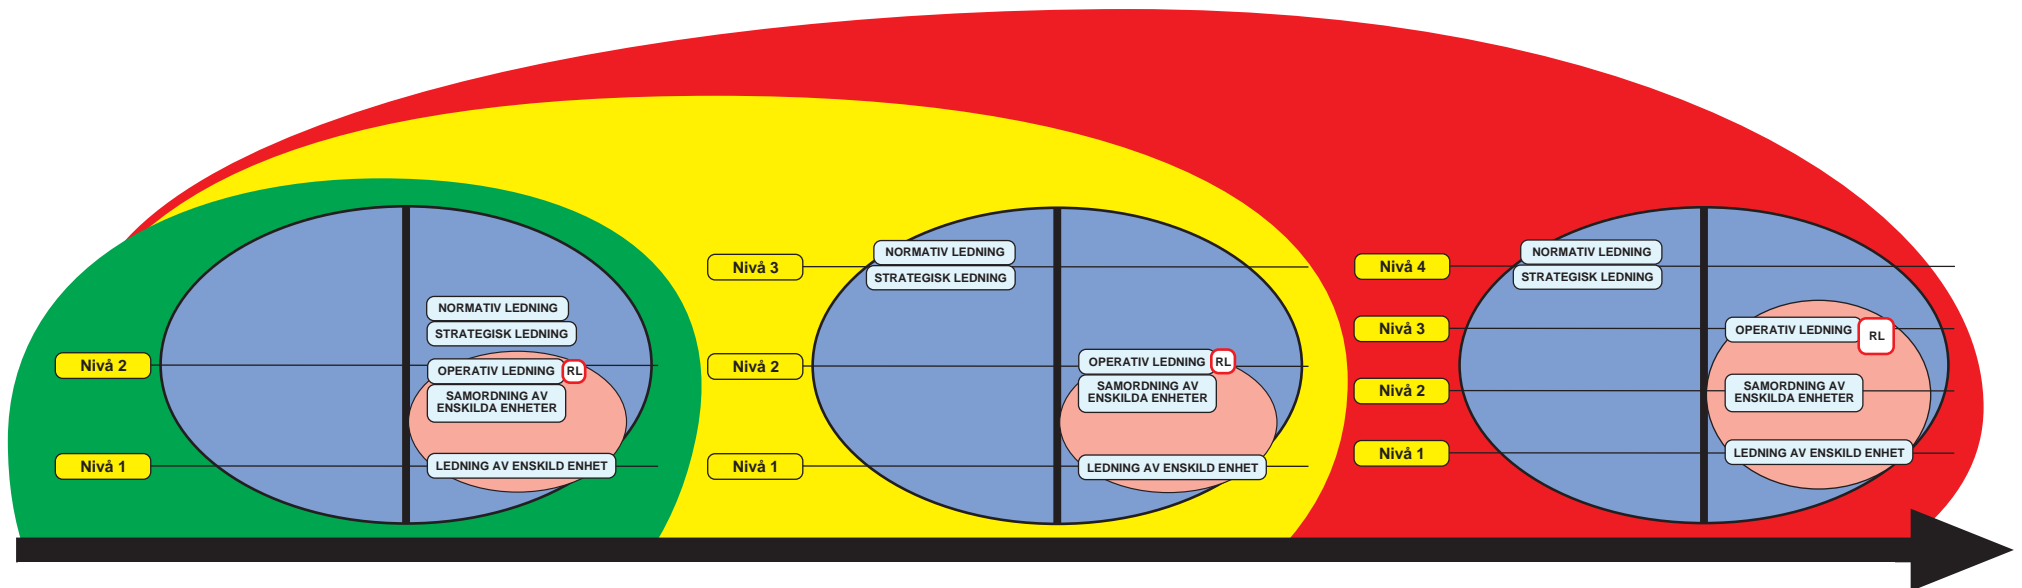 NORMATIV LEDNING
STRATEGISK LEDNING
Nivå 2
OPERATIV LEDNING
RL
SAMORDNING AV
ENSKILDA ENHETER
Nivå 1
LEDNING AV ENSKILD ENHET
NORMATIV LEDNING
Nivå 3
STRATEGISK LEDNING
Nivå 2
OPERATIV LEDNING
RL
SAMORDNING AV
ENSKILDA ENHETER
Nivå 1
LEDNING AV ENSKILD ENHET
NORMATIV LEDNING
Nivå 4
STRATEGISK LEDNING
Nivå 3
OPERATIV LEDNING
RL
Nivå 2
SAMORDNING AV
ENSKILDA ENHETER
Nivå 1
LEDNING AV ENSKILD ENHET